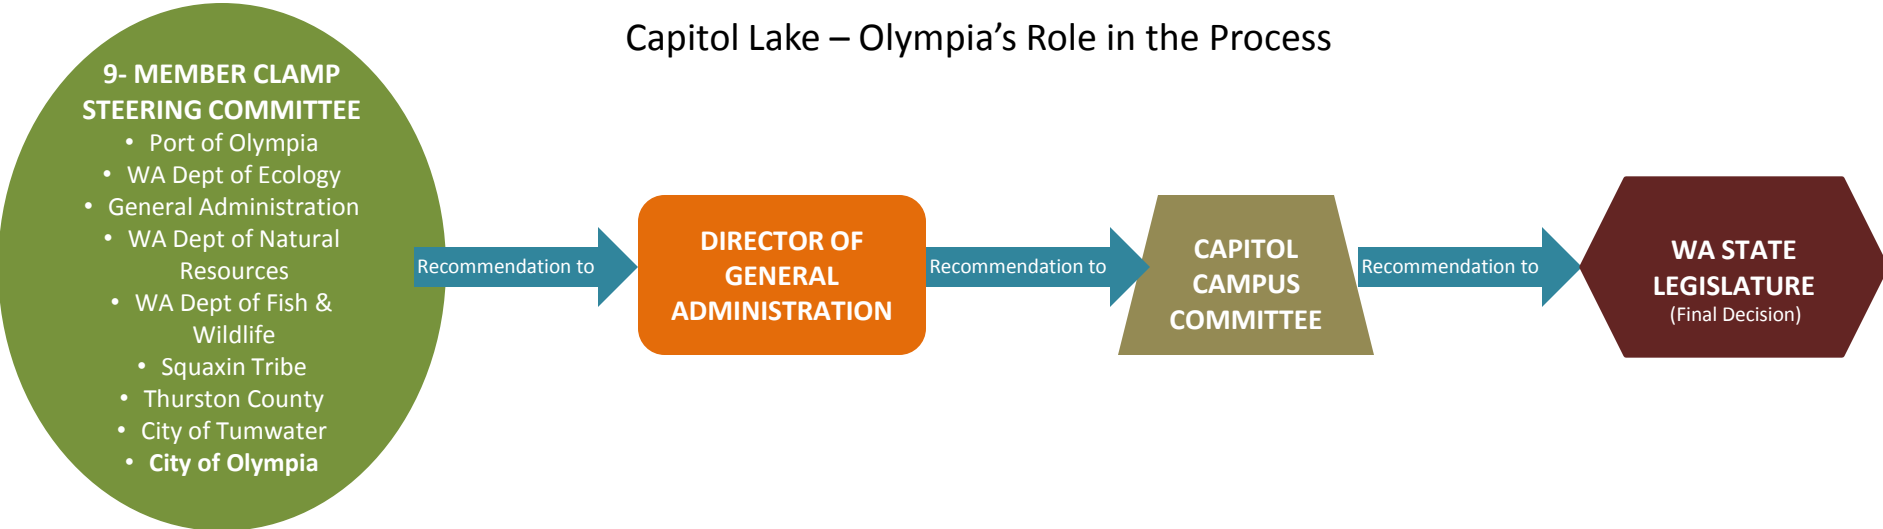 Capitol Lake – Olympia's Role in the Process
9- MEMBER CLAMP
STEERING COMMITTEE
• Port of Olympia
• WA Dept of Ecology
• General Administration
• WA Dept of Natural
Resources
• WA Dept of Fish &
Wildlife
• Squaxin Tribe
• Thurston County
• City of Tumwater
• City of Olympia
Recommendation to
DIRECTOR OF
GENERAL
ADMINISTRATION
Recommendation to
CAPITOL
CAMPUS
COMMITTEE
Recommendation to
WA STATE
LEGISLATURE
(Final Decision)